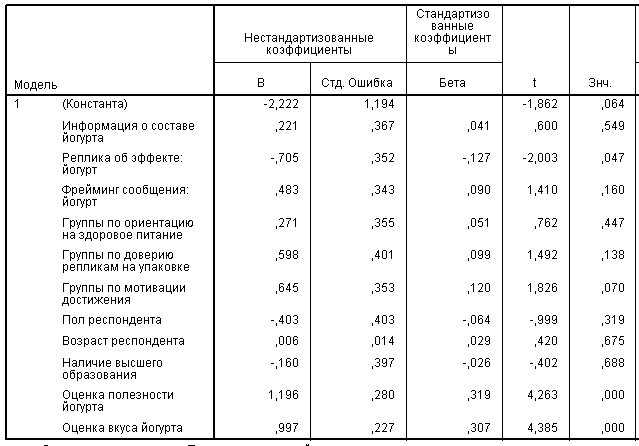 Модель
Нестандартизованные
коэффициенты
Стандартизо
ванные
коэффициент
ы
t
Знч.
B Стд. Ошибка Бета
1 (Константа) -2,222 1,194 -1,862 ,064
Информация о составе
йогурта ,221 ,367 ,041 ,600 ,549
Реплика об эффекте:
йогурт -,705 ,352 -,127 -2,003 ,047
Фрейминг сообщения:
йогурт ,483 ,343 ,090 1,410 ,160
Группы по ориентацию
на здоровое питание ,271 ,355 ,051 ,762 ,447
Группы по доверию
репликам на упаковке ,598 ,401 ,099 1,492 ,138
Группы по мотивации
достижения ,645 ,353 ,120 1,826 ,070
Пол респондента -,403 ,403 -,064 -,999 ,319
Возраст респондента ,006 ,014 ,029 ,420 ,675
Наличие высшего
образования -,160 ,397 -,026 -,402 ,688
Оценка полезности
йогурта 1,196 ,280 ,319 4,263 ,000
Оценка вкуса йогурта ,997 ,227 ,307 4,385 ,000